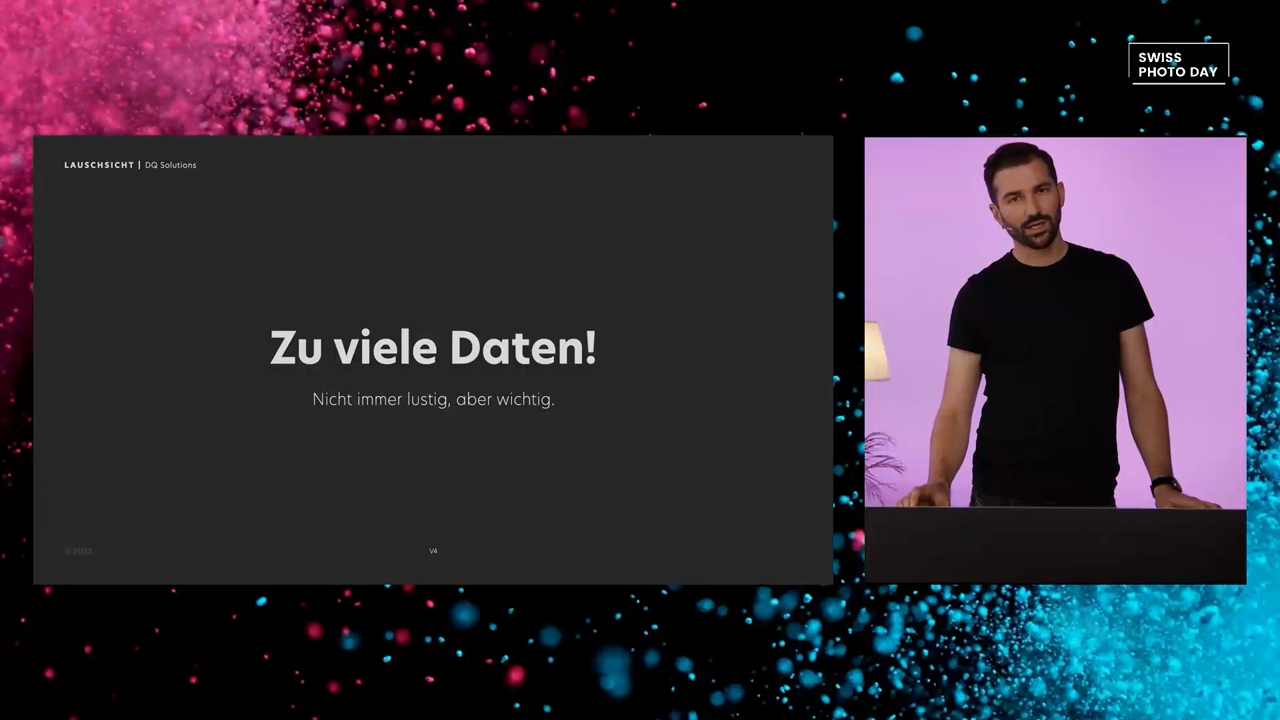 SWISS
PHOTO DAY
LAUSCHSICHT | DQ Solutions
Zu viele Daten!
Nicht immer lustig, aber wichtig.
V4